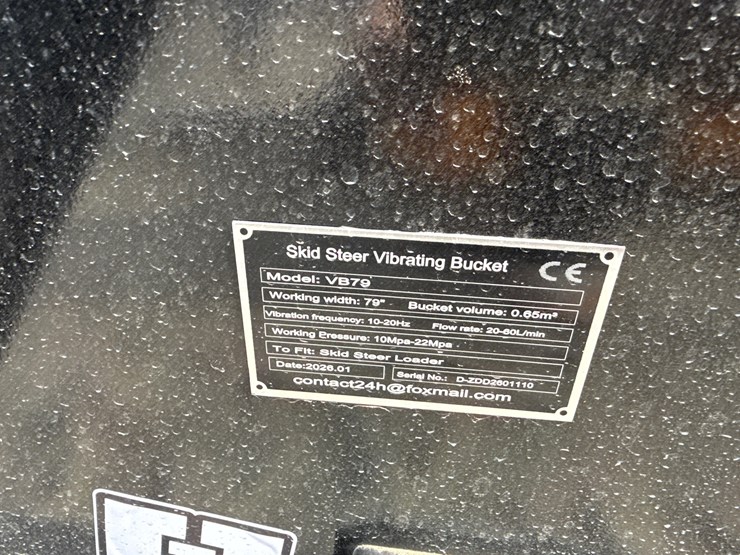 Skid Steer Vibrating Bucket CE
Model: VB79
Working width: 79" Bucket volume: 0.65m³
Vibration frequency: 10-20Hz Flow rate: 20-60L/min
Working Pressure: 10Mpa-22Mpa
To Fit: Skid Steer Loader
Date:2026.01 Serial No.: D-ZDD2601110
contact24h@foxmail.com